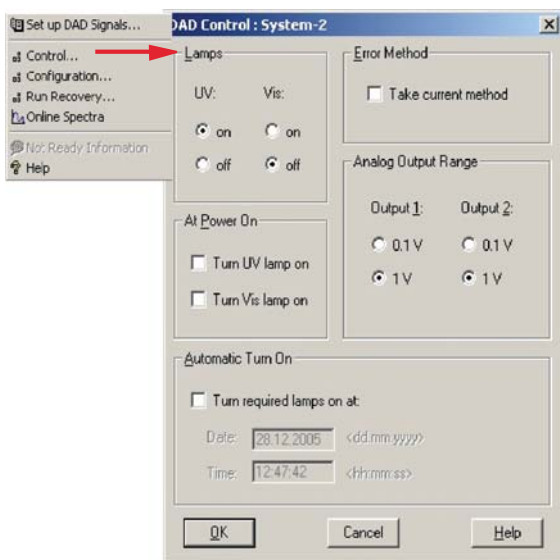 Set up DAD Signals...
Control...
Configuration...
Run Recovery...
Online Spectra
Not Ready Information
Help
DAD Control : System-2
Lamps
UV: Vis:
on on
off off
Error Method
Take current method
Analog Output Range
Output 1: Output 2:
0.1 V 0.1 V
1 V 1 V
At Power On
Turn UV lamp on
Turn Vis lamp on
Automatic Turn On
Turn required lamps on at:
Date: 28.12.2005 <dd:mm:yyyy>
Time: 12:47:42 <hh:mm:ss>
OK Cancel Help